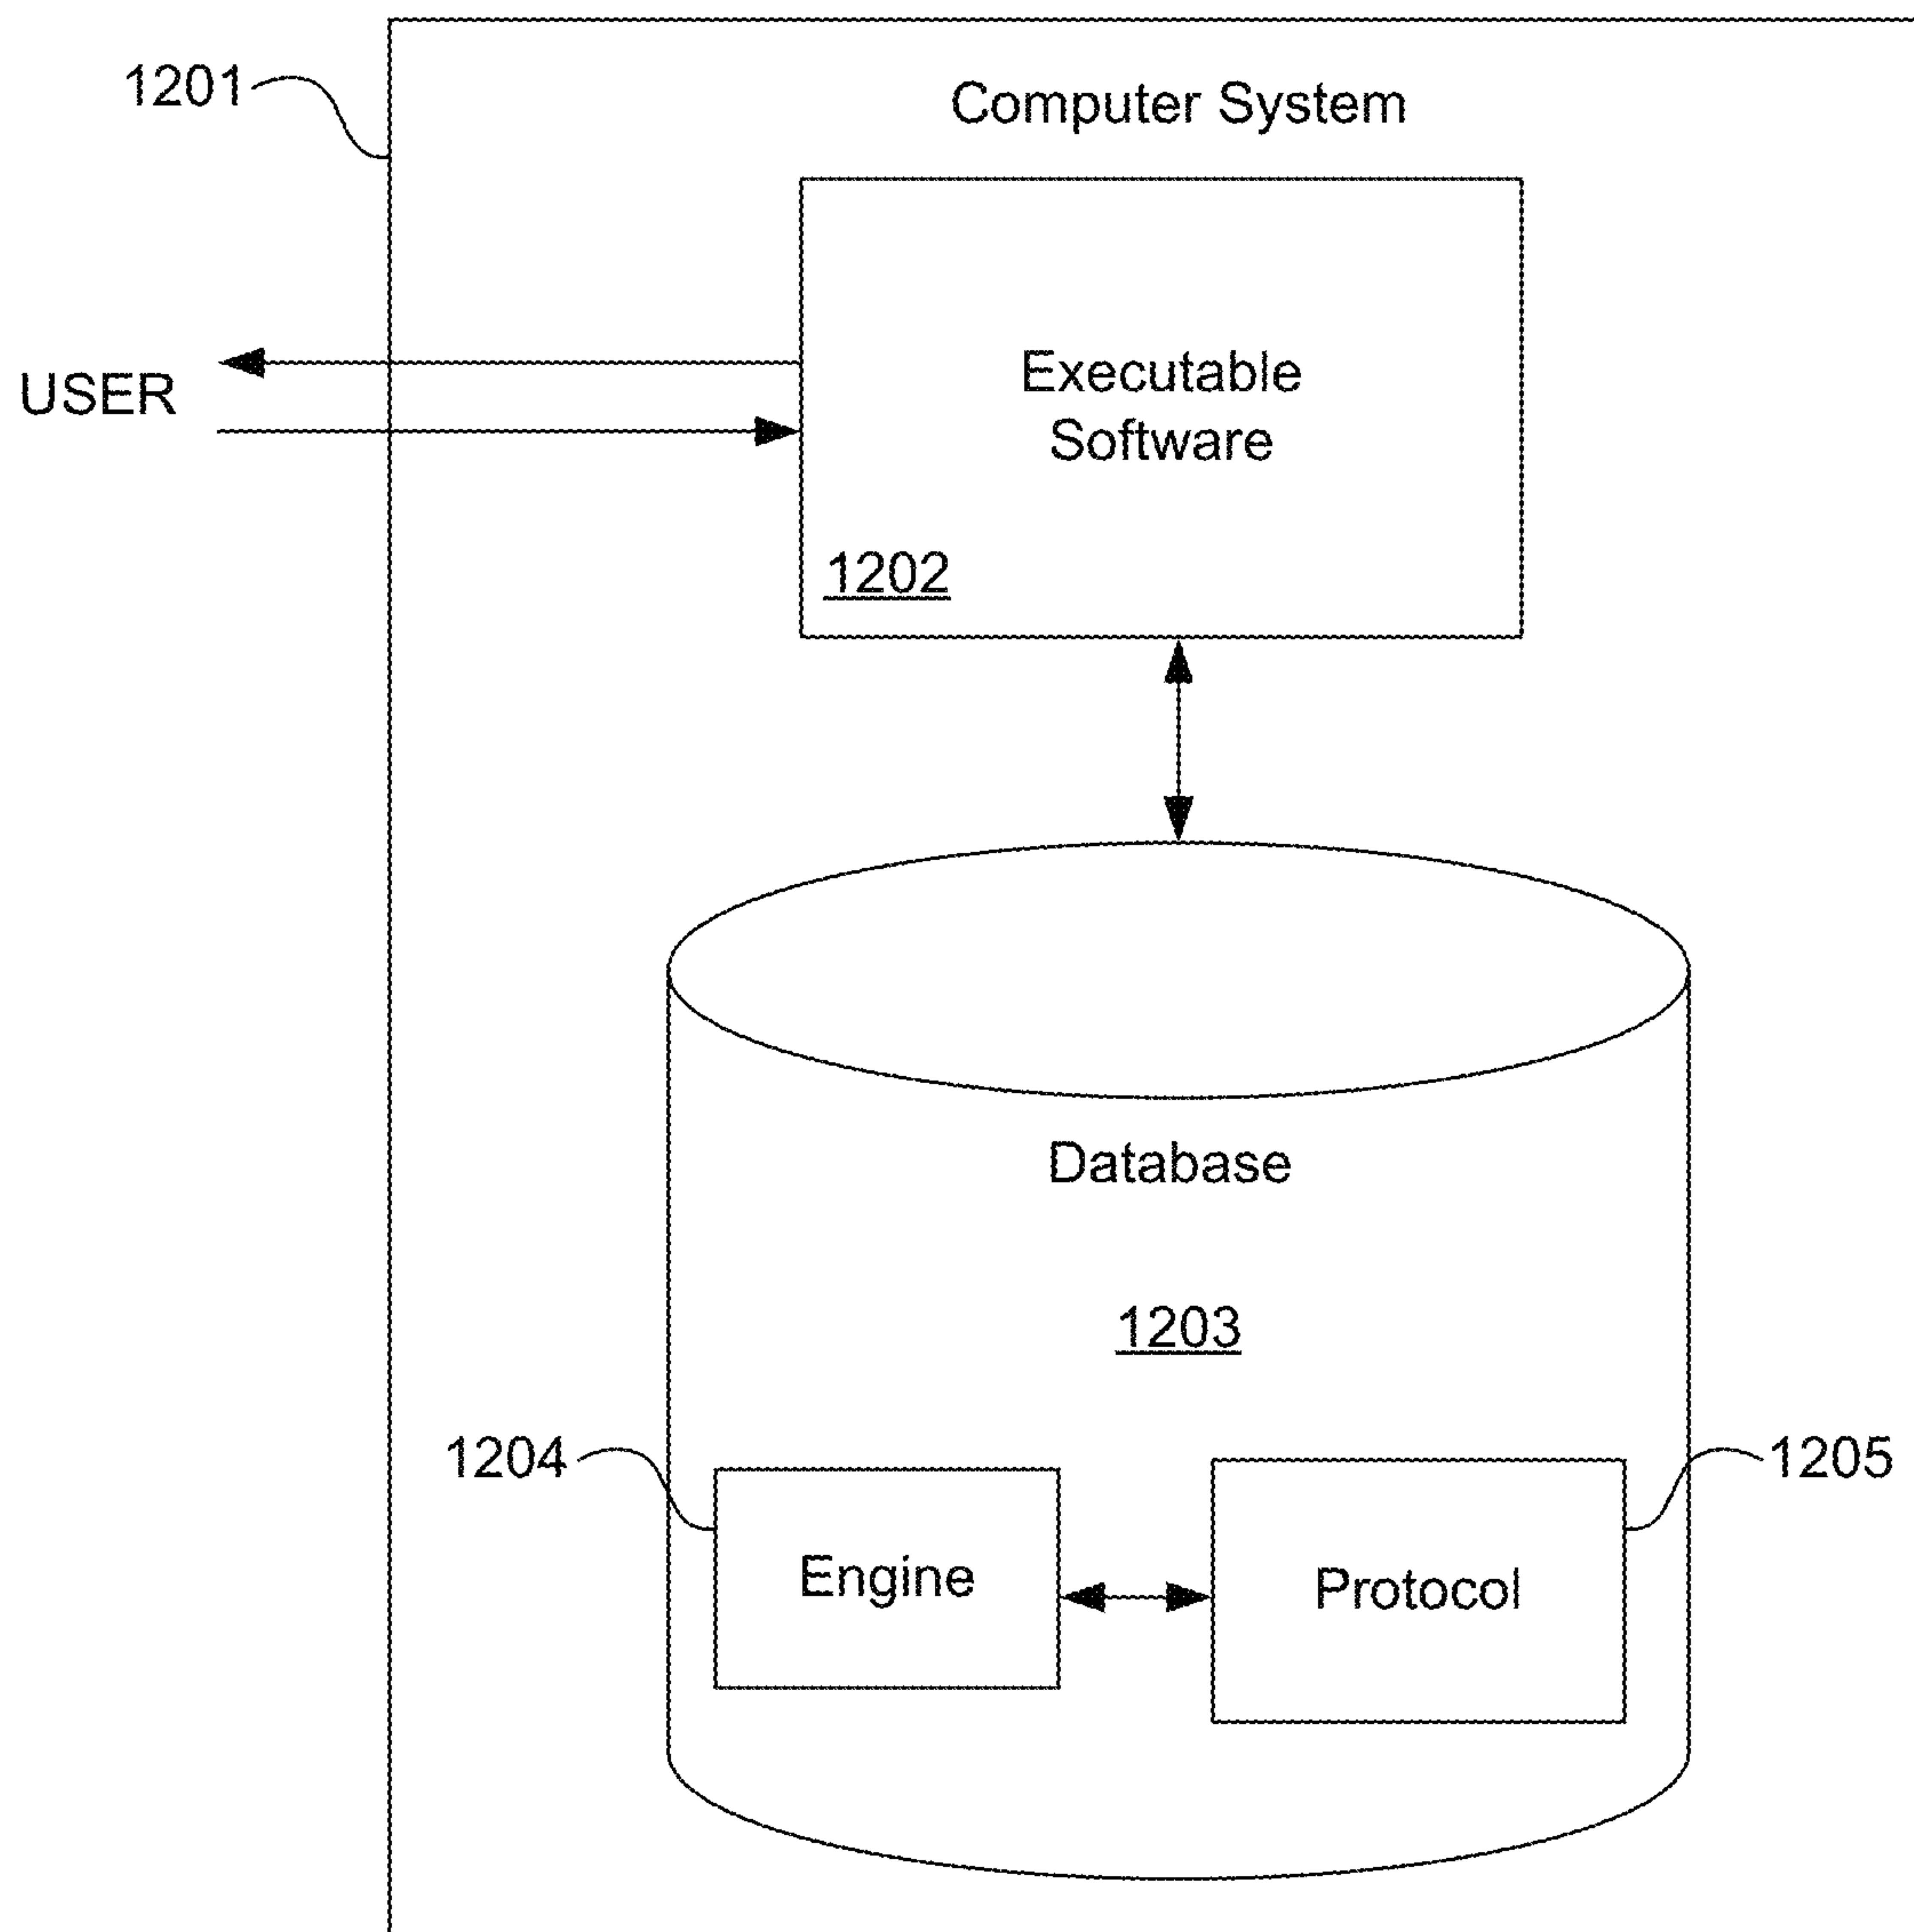 1201
Computer System
USER
Executable
Software
1202
Database
1203
1204
1205
Engine
Protocol